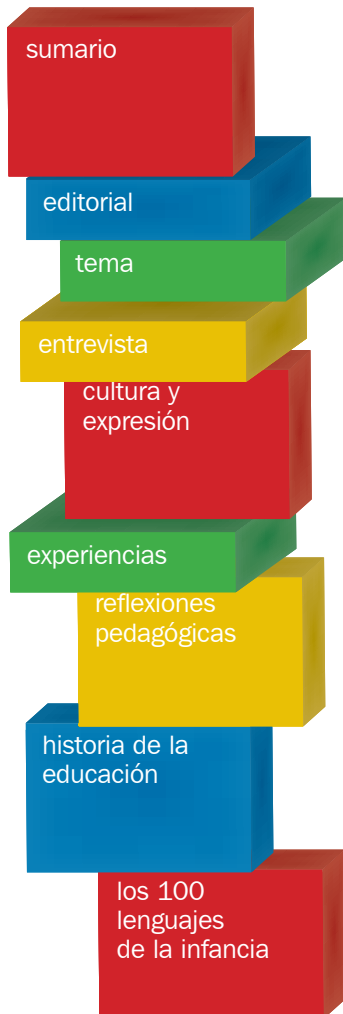 sumario
editorial
tema
entrevista
cultura y
expresión
experiencias
reflexiones
pedagógicas
historia de la
educación
los 100
lenguajes
de la infancia